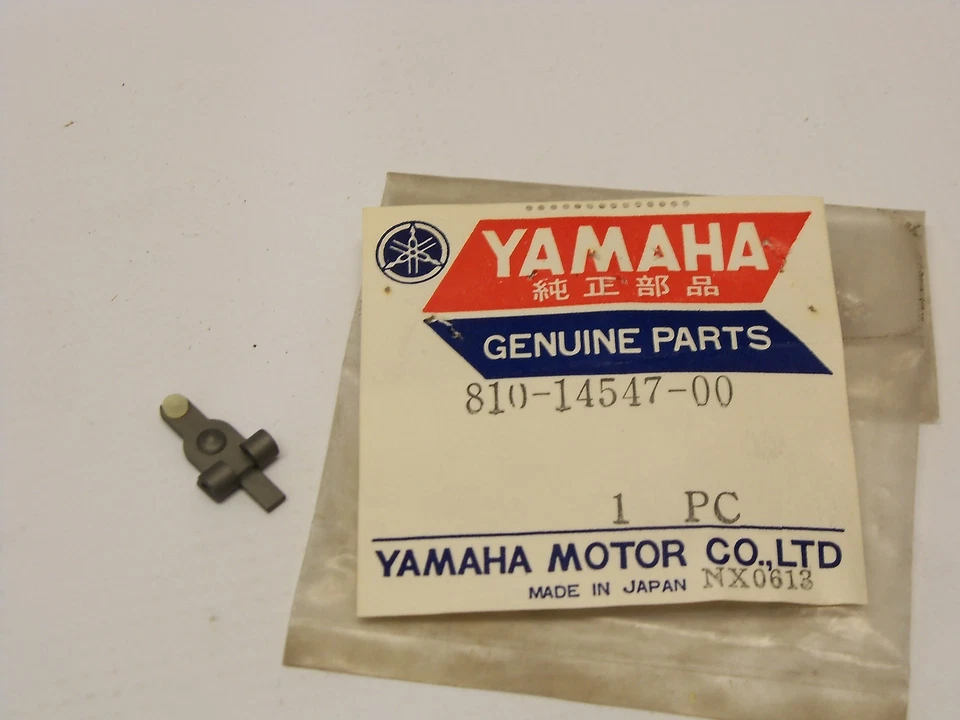 YAMAHA
純正部品
GENUINE PARTS
810-14547-00
1 PC
YAMAHA MOTOR CO.,LTD
MADE IN JAPAN NX0613